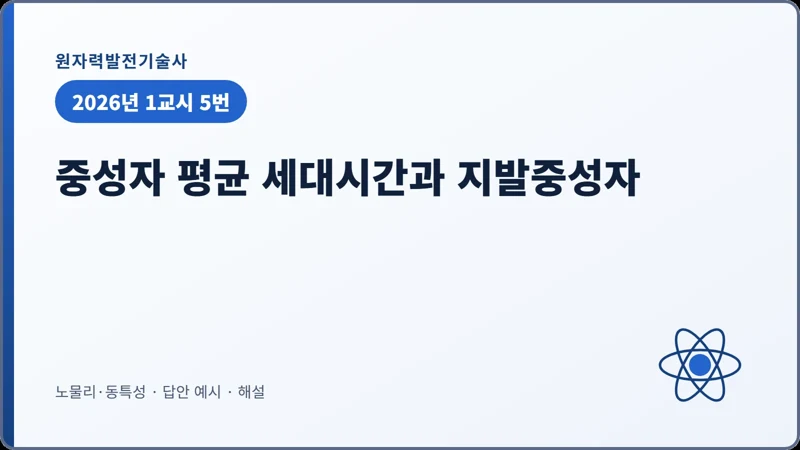 원자력발전기술사
2026년 1교시 5번
중성자 평균 세대시간과 지발중성자
노물리·동특성 · 답안 예시 · 해설